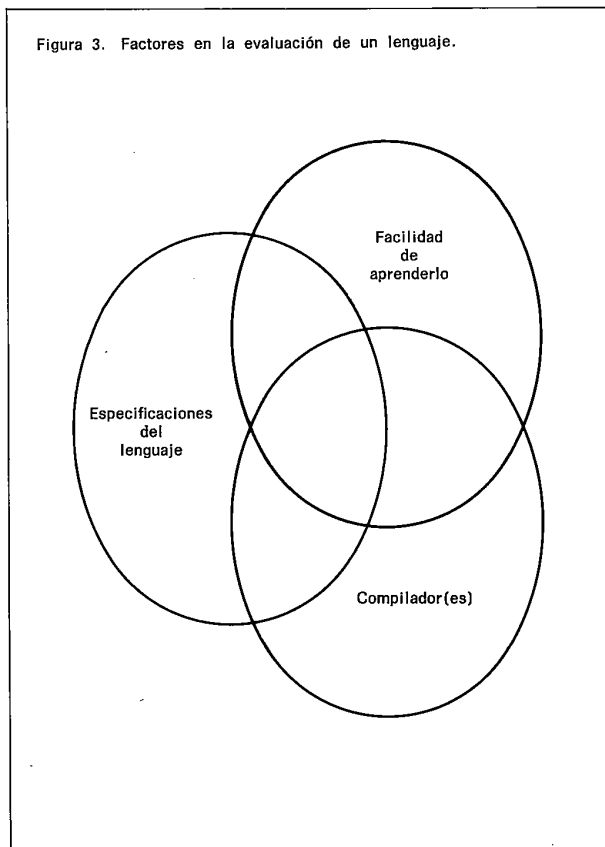 Figura 3. Factores en la evaluación de un lenguaje.
Facilidad
de
aprenderlo
Especificaciones
del
lenguaje
Compilador(es)